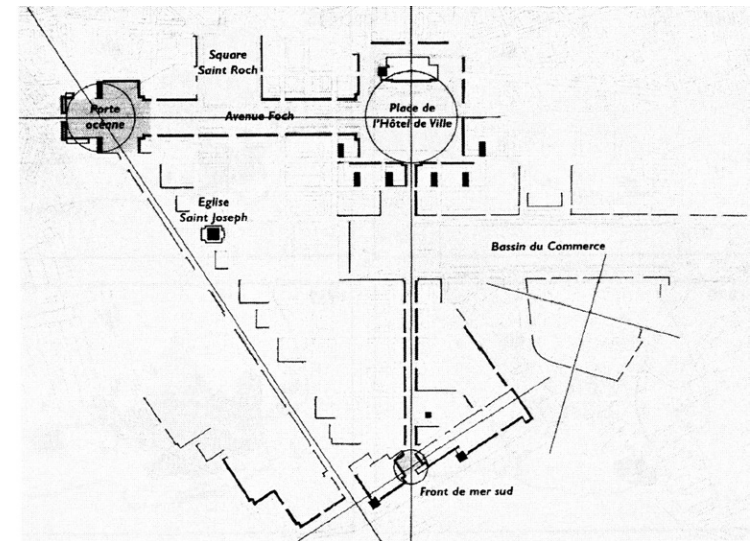 Square
Saint Roch
Porte
océane
Avenue Foch
Place de
l'Hôtel de Ville
Eglise
Saint Joseph
Bassin du Commerce
Front de mer sud